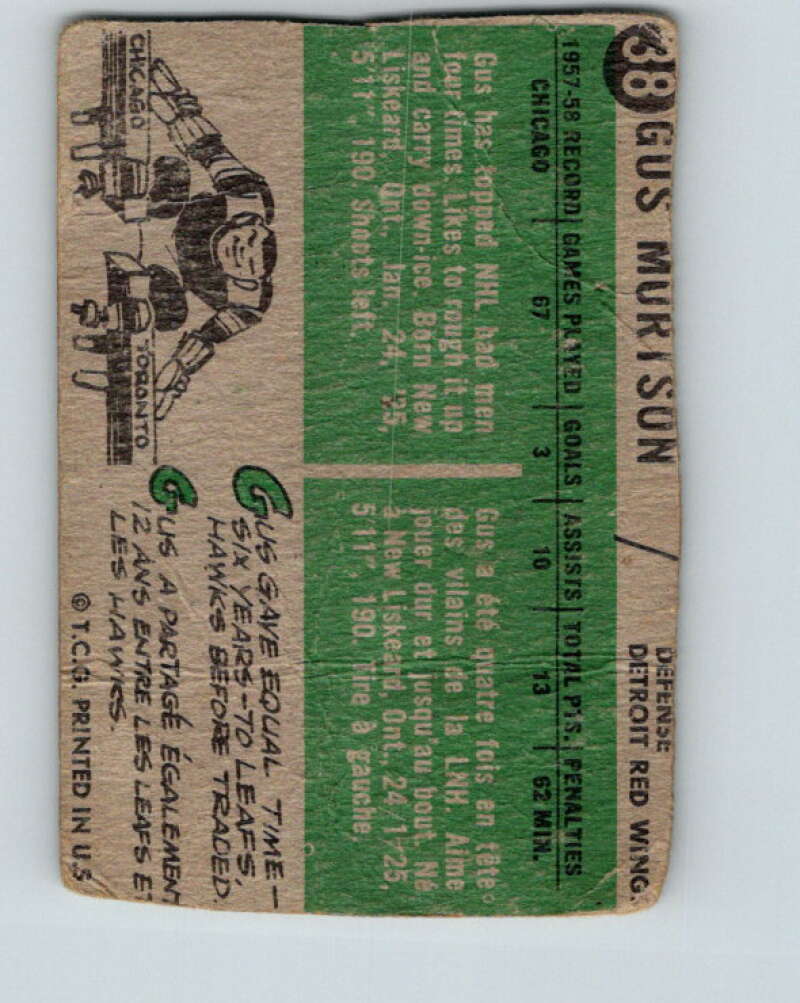 38 GUS MORTSON
DEFENSE
DETROIT RED WING
1957-58 RECORD | GAMES PLAYED | GOALS | ASSISTS | TOTAL PTS. | PENALTIES
CHICAGO 67 3 10 13 62 MIN.
Gus has topped NHL bad men
four times. Likes to rough it up
and carry down-ice. Born New
Liskeard, Ont., Jan. 24, '25,
5'11", 190. Shoots left.
Gus a été quatre fois en tête
des vilains de la LNH. Aime
jouer dur et jusqu'au bout. Né
à New Liskeard, Ont., 24/1/25,
5'11", 190. Tire à gauche.
CHICAGO
TORONTO
GUS GAVE EQUAL TIME-
SIX YEARS-TO LEAFS,
HAWKS BEFORE TRADED.
GUS A PARTAGÉ ÉGALEMENT
12 ANS ENTRE LES LEAFS ET
LES HAWKS.
© T.C.G. PRINTED IN U.S